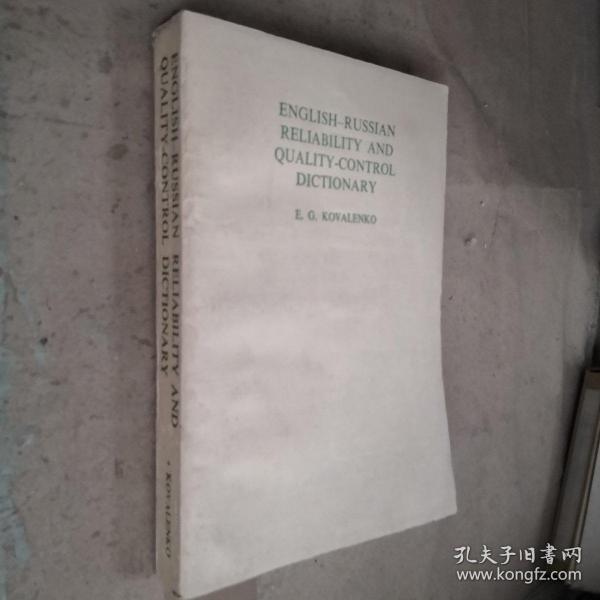 ENGLISH–RUSSIAN
RELIABILITY AND
QUALITY-CONTROL
DICTIONARY
E. G. KOVALENKO
ENGLISH RUSSIAN RELIABILITY AND
QUALITY-CONTROL DICTIONARY
• KOVALENKO
孔夫子旧书网
www.kongfz.com